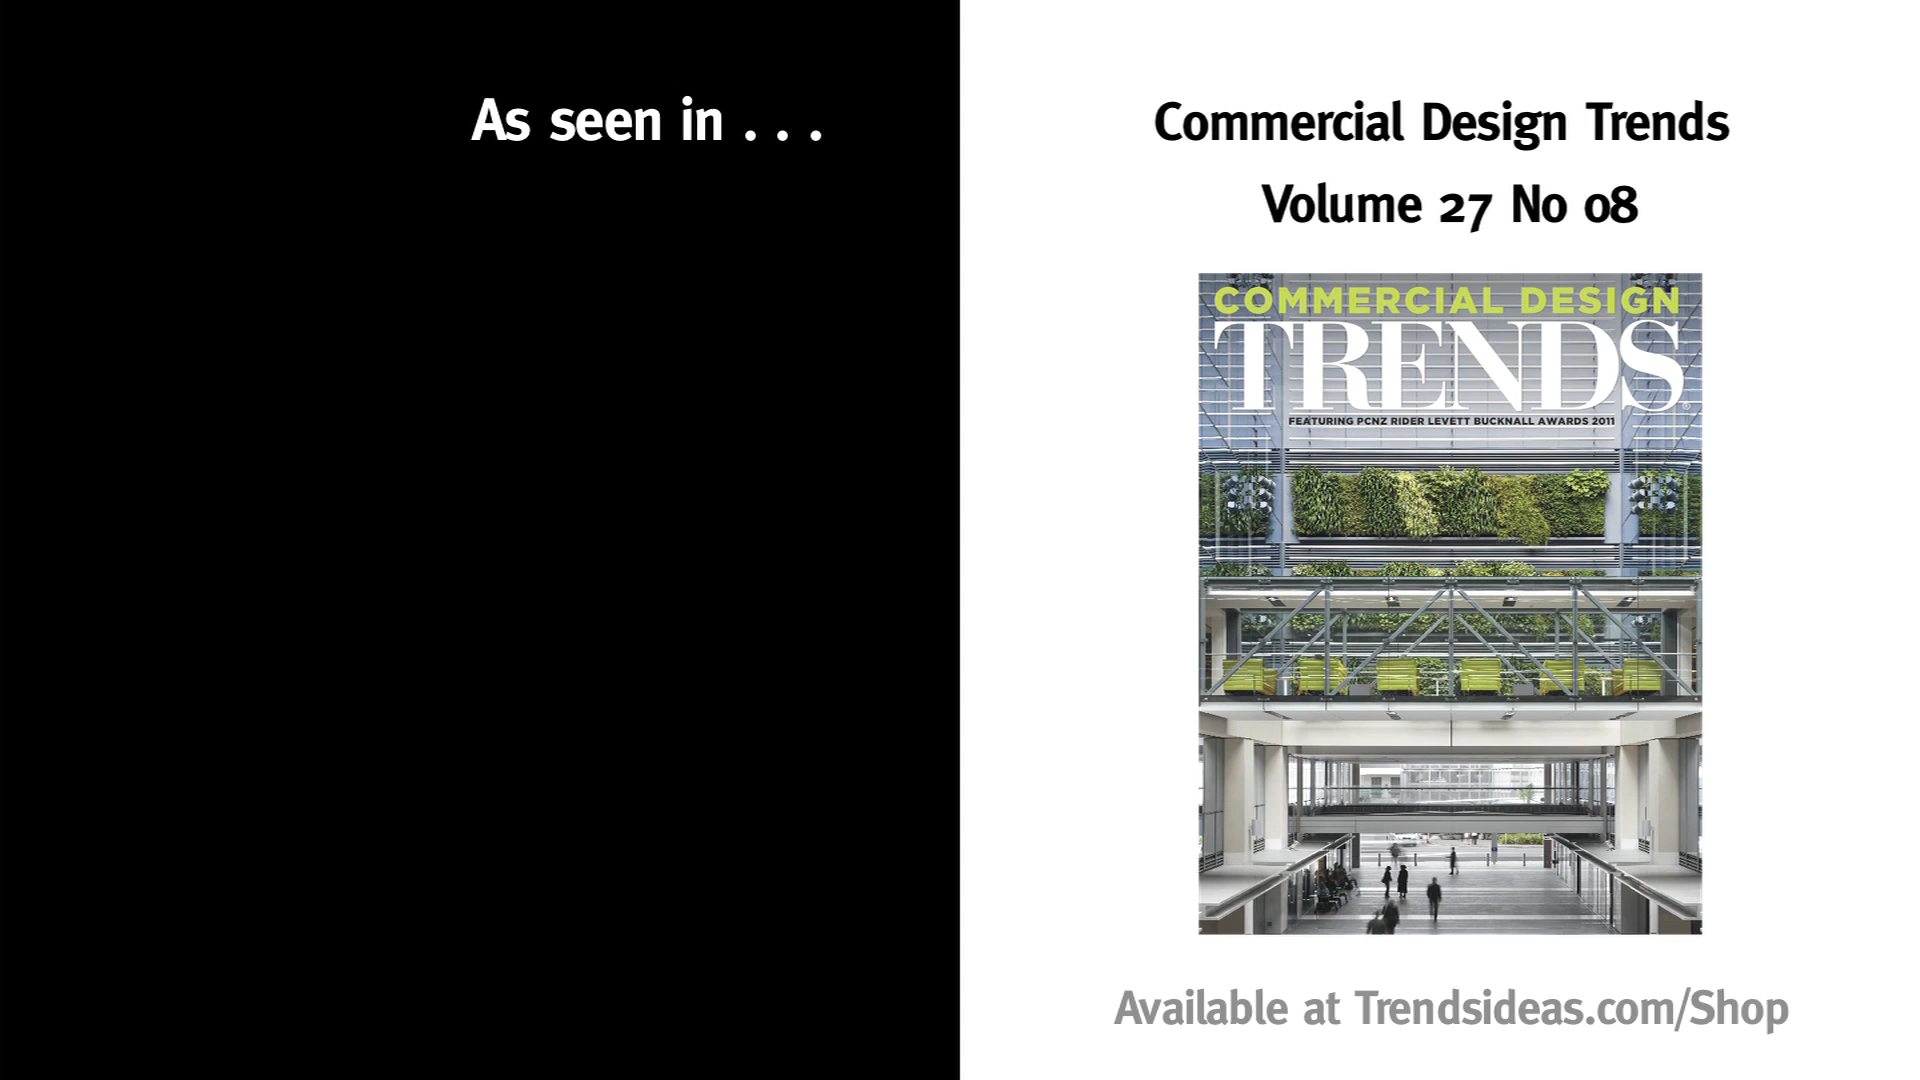 As seen in . . .
Commercial Design Trends
Volume 27 No 08
COMMERCIAL DESIGN
TRENDS®
FEATURING PCNZ RIDER LEVETT BUCKNALL AWARDS 2011
Available at Trendsideas.com/Shop